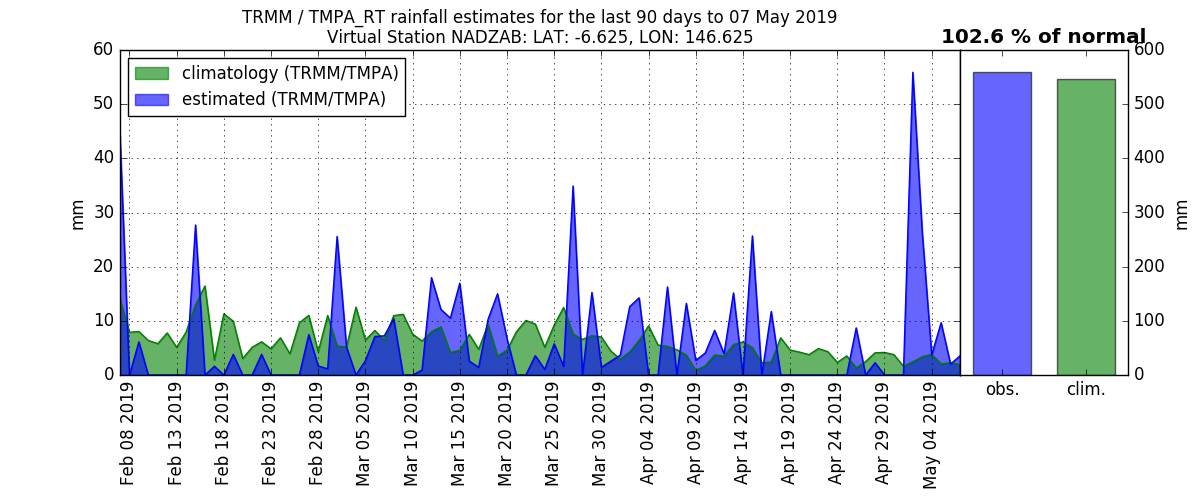 TRMM / TMPA_RT rainfall estimates for the last 90 days to 07 May 2019
Virtual Station NADZAB: LAT: -6.625, LON: 146.625
102.6 % of normal
climatology (TRMM/TMPA)
estimated (TRMM/TMPA)
60
50
40
30
20
10
0
mm
600
500
400
300
200
100
0
mm
Feb 08 2019
Feb 13 2019
Feb 18 2019
Feb 23 2019
Feb 28 2019
Mar 05 2019
Mar 10 2019
Mar 15 2019
Mar 20 2019
Mar 25 2019
Mar 30 2019
Apr 04 2019
Apr 09 2019
Apr 14 2019
Apr 19 2019
Apr 24 2019
Apr 29 2019
May 04 2019
obs.
clim.